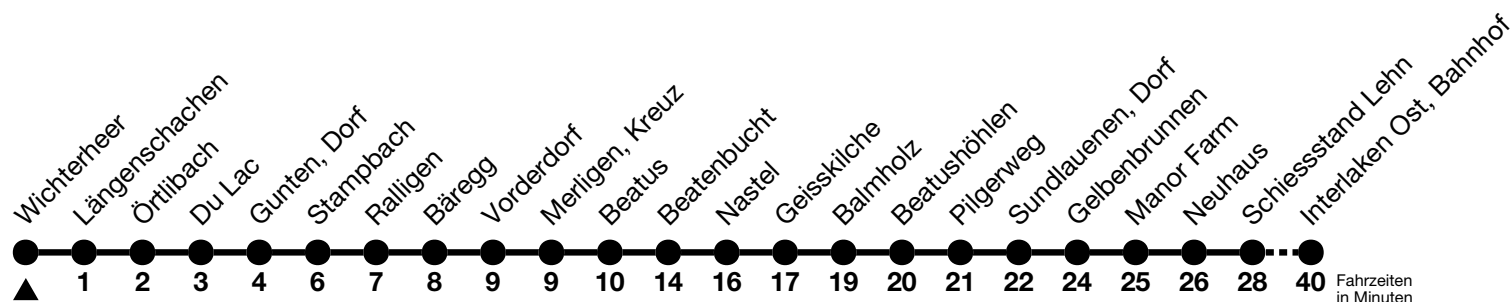 Wichterheer
Längenschachen
Örtlibach
Du Lac
Gunten, Dorf
Stampbach
Ralligen
Bäregg
Vorderdorf
Merligen, Kreuz
Beatus
Beatenbucht
Nastel
Geisskilche
Balmholz
Beatushöhlen
Pilgerweg
Sundlauenen, Dorf
Gelbenbrunnen
Manor Farm
Neuhaus
Schiessstand Lehn
Interlaken Ost, Bahnhof
1 2 3 4 6 7 8 9 9 10 14 16 17 19 20 21 22 24 25 26 28 40 Fahrzeiten
in Minuten